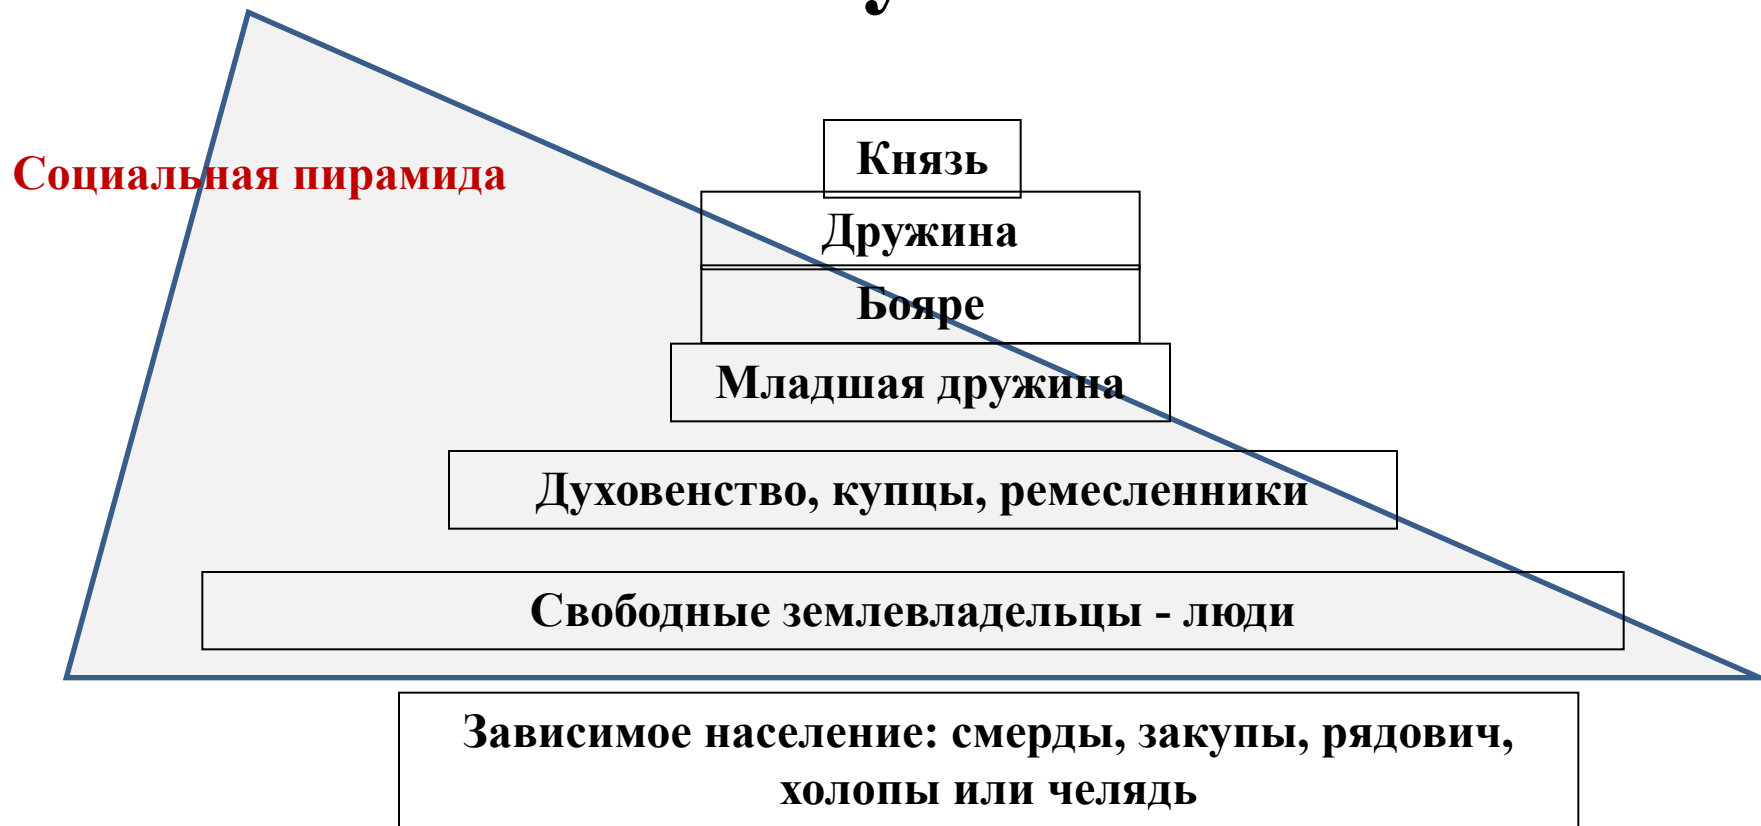 Социальная пирамида
Князь
Дружина
Бояре
Младшая дружина
Духовенство, купцы, ремесленники
Свободные землевладельцы - люди
Зависимое население: смерды, закупы, рядович,
холопы или челядь